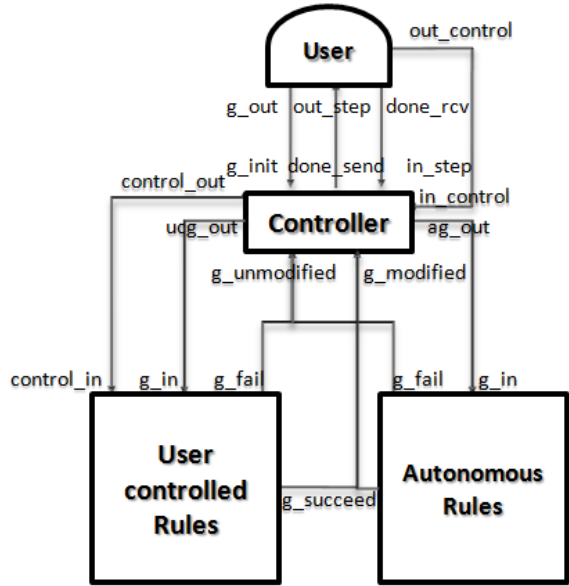 out_control
User
g_out out_step done_rcv
g_init done_send in_step
control_out
in_control
Controller
ucg_out ag_out
g_unmodified g_modified
control_in g_in g_fail g_fail g_in
User
controlled
Rules
Autonomous
Rules
g_succeed